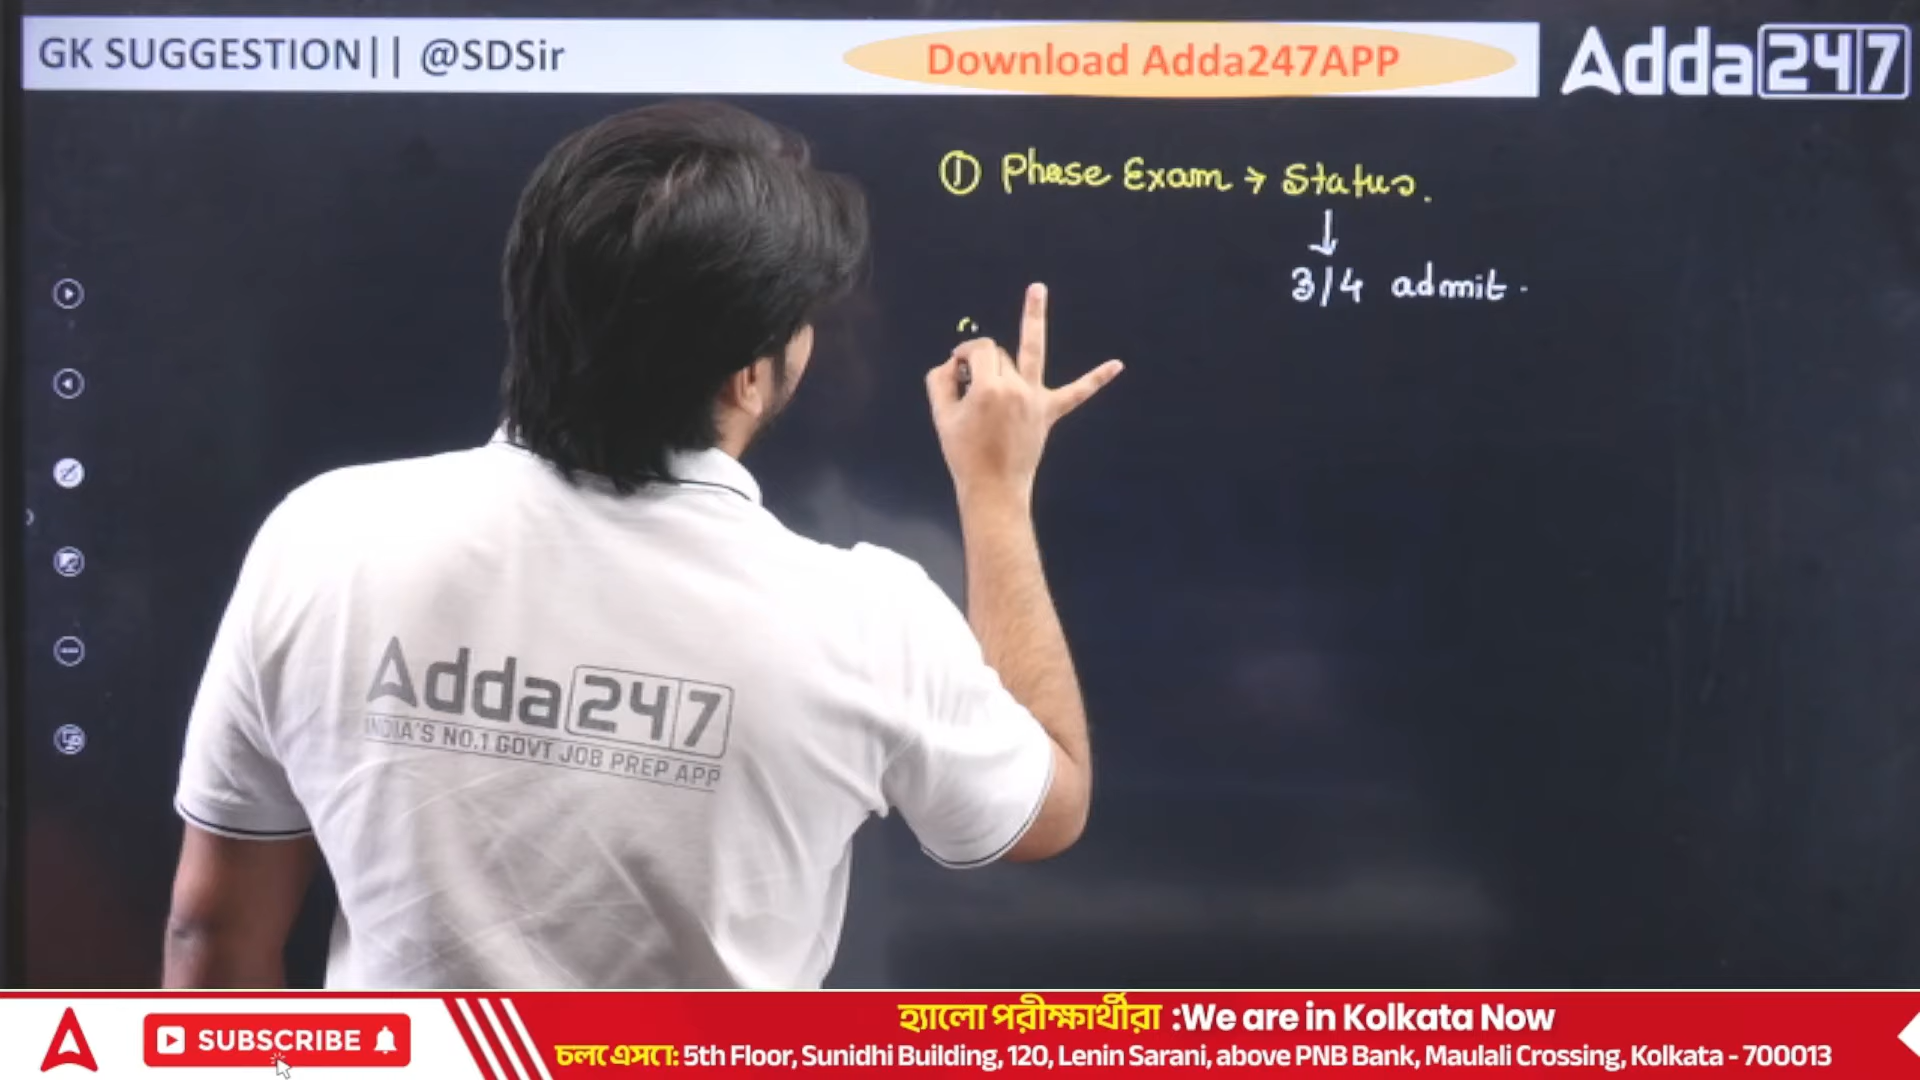 GK SUGGESTION|| @SDSir
Download Adda247APP
Adda247
① Phase Exam → Status.
↓
3/4 admit.
Adda247
INDIA'S NO.1 GOVT JOB PREP APP
SUBSCRIBE
হ্যালো পরীক্ষার্থীরা :We are in Kolkata Now
চলে এসো: 5th Floor, Sunidhi Building, 120, Lenin Sarani, above PNB Bank, Maulali Crossing, Kolkata - 700013